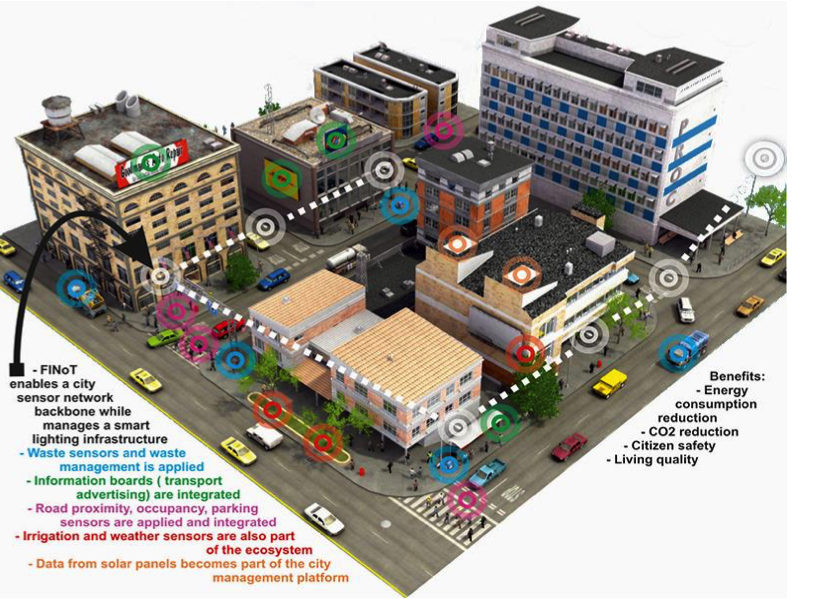 PROC
- FINoT
enables a city
sensor network
backbone while
manages a smart
lighting infrastructure
- Waste sensors and waste
management is applied
- Information boards ( transport
advertising) are integrated
- Road proximity, occupancy, parking
sensors are applied and integrated
- Irrigation and weather sensors are also part
of the ecosystem
- Data from solar panels becomes part of the city
management platform
Benefits:
- Energy
consumption
reduction
- CO2 reduction
- Citizen safety
- Living quality